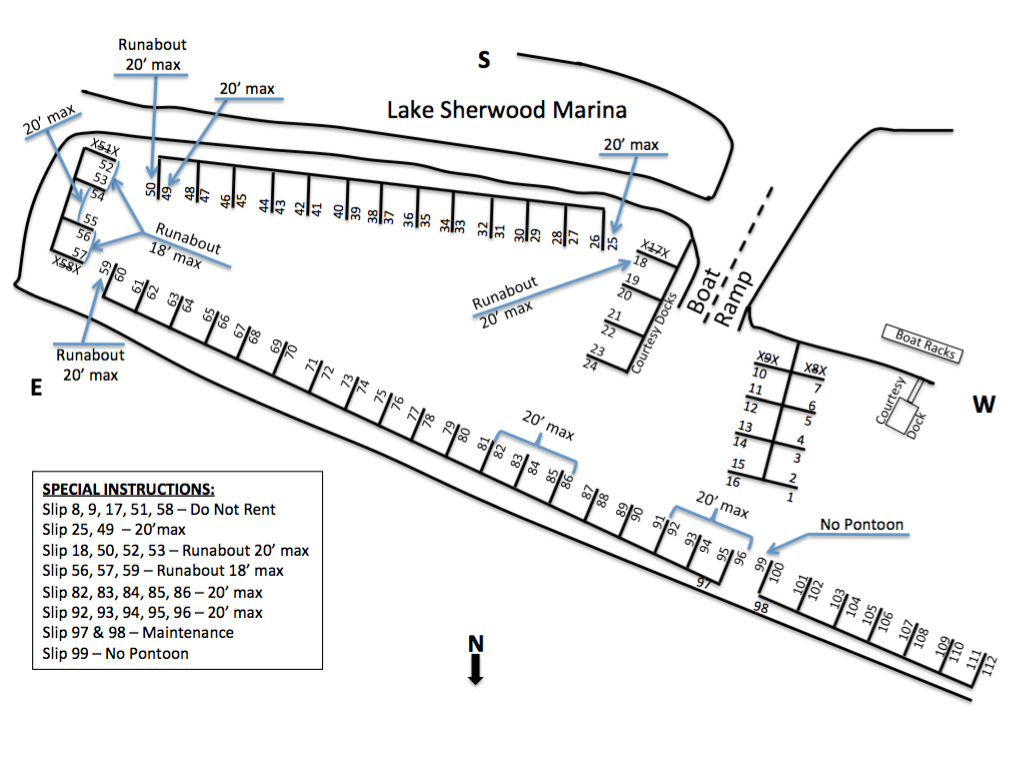 Runabout
20' max
S
20' max
Lake Sherwood Marina
20' max
20' max
X51X
52
53
54
55
56
57
X58X
Runabout
18' max
50
49
48
47
46
45
44
43
42
41
40
39
38
37
36
35
34
33
32
31
30
29
28
27
26
25
X17X
18
19
20
21
22
23
24
Courtesy Docks
Runabout
20' max
Boat
Ramp
Boat Racks
Courtesy
Dock
W
X9X
10
11
12
13
14
15
16
X8X
7
6
5
4
3
2
1
E
Runabout
20' max
59
60
61
62
63
64
65
66
67
68
69
70
71
72
73
74
75
76
77
78
79
80
81
82
83
84
85
86
20' max
87
88
89
90
91
92
93
94
95
96
20' max
97
98
No Pontoon
99
100
101
102
103
104
105
106
107
108
109
110
111
112
SPECIAL INSTRUCTIONS:
Slip 8, 9, 17, 51, 58 – Do Not Rent
Slip 25, 49 – 20'max
Slip 18, 50, 52, 53 – Runabout 20' max
Slip 56, 57, 59 – Runabout 18' max
Slip 82, 83, 84, 85, 86 – 20' max
Slip 92, 93, 94, 95, 96 – 20' max
Slip 97 & 98 – Maintenance
Slip 99 – No Pontoon
N